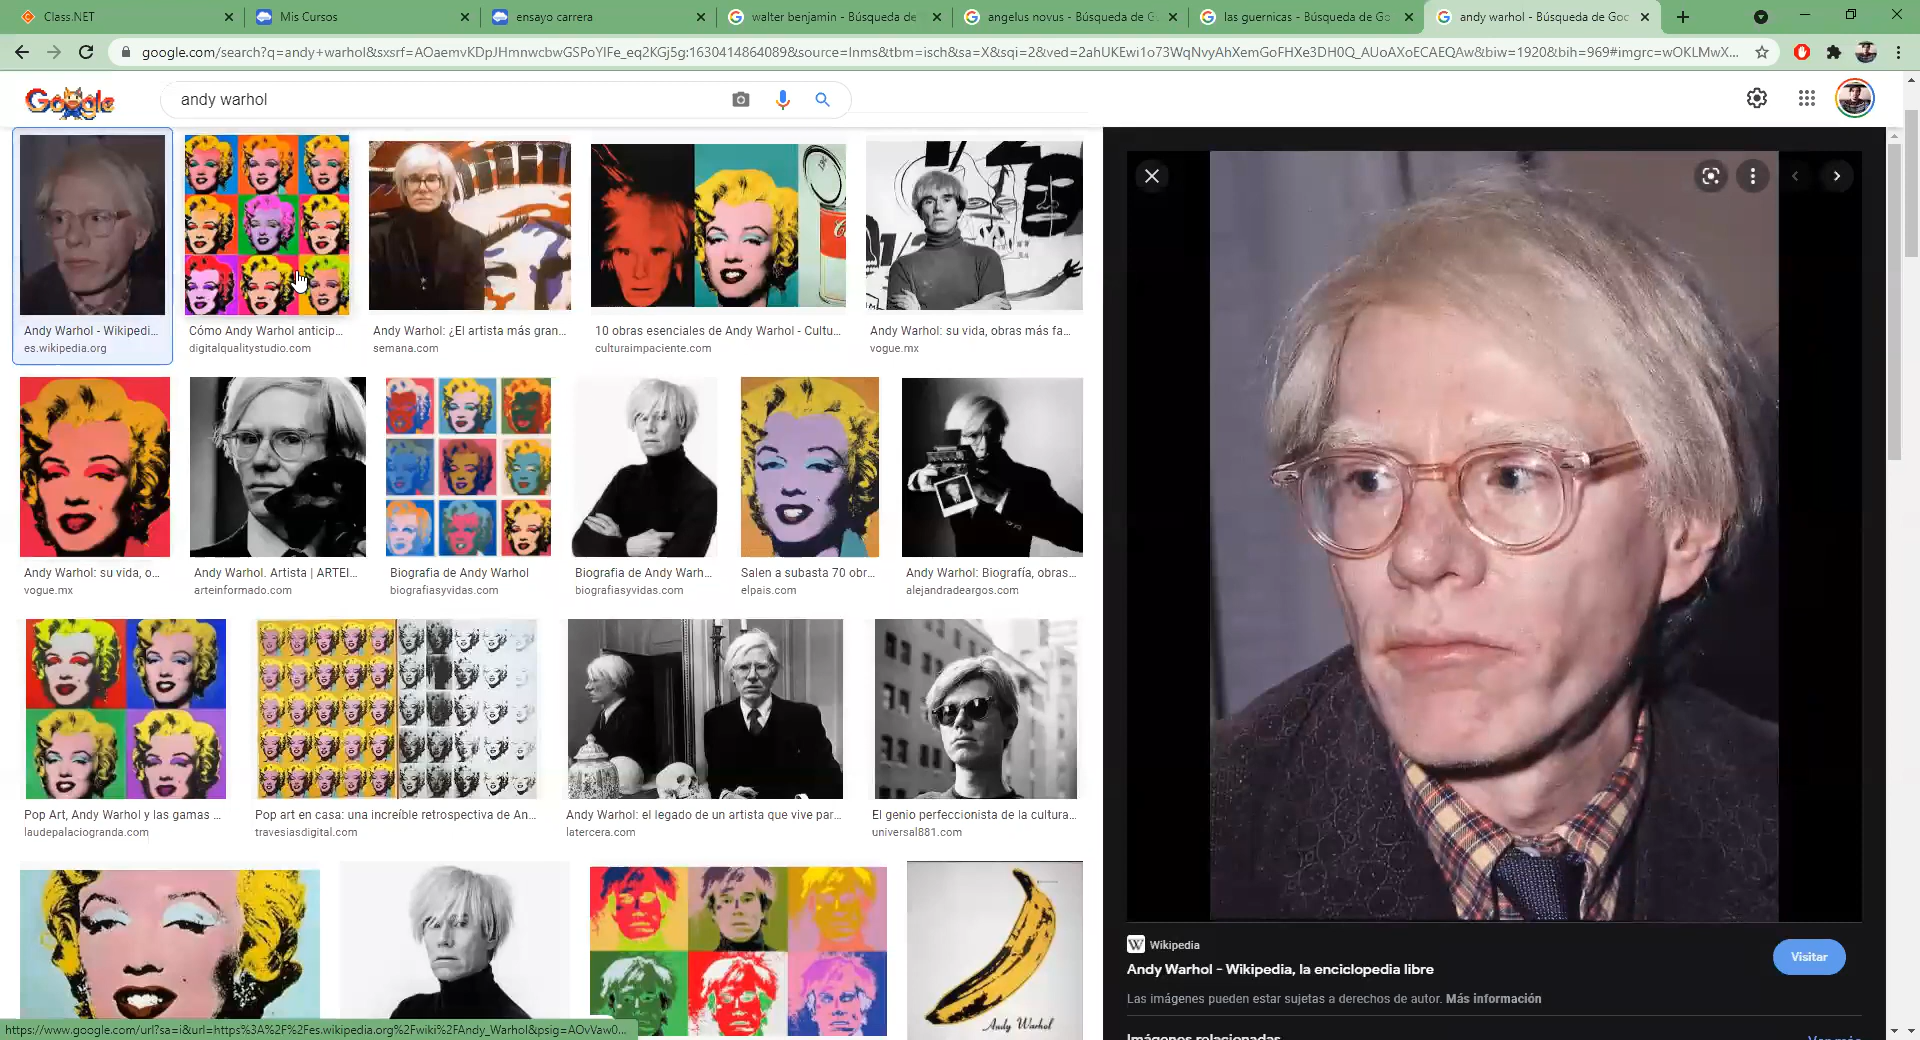 Class.NET
Mis Cursos
ensayo carrera
walter benjamin - Búsqueda de
angelus novus - Búsqueda de G
las guernicas - Búsqueda de Go
andy warhol - Búsqueda de Goo
google.com/search?q=andy+warhol&sxsrf=AOaemvKDpJHmnwcbwGSPoYlFe_eq2KGj5g:1630414864089&source=lnms&tbm=isch&sa=X&sqi=2&ved=2ahUKEwi1o73WqNvyAhXemGoFHXe3DH0Q_AUoAXoECAEQAw&biw=1920&bih=969#imgrc=wOKLMwX...
Google
andy warhol
Andy Warhol - Wikipedi...
es.wikipedia.org
Cómo Andy Warhol anticip...
digitalqualitystudio.com
Andy Warhol: ¿El artista más gran...
semana.com
10 obras esenciales de Andy Warhol - Cultu...
culturaimpaciente.com
Andy Warhol: su vida, obras más fa...
vogue.mx
Andy Warhol: su vida, o...
vogue.mx
Andy Warhol. Artista | ARTEI...
arteinformado.com
Biografia de Andy Warhol
biografiasyvidas.com
Biografia de Andy Warh...
biografiasyvidas.com
Salen a subasta 70 obr...
elpais.com
Andy Warhol: Biografía, obras...
alejandradeargos.com
Pop Art, Andy Warhol y las gamas ...
laudepalaciogranda.com
Pop art en casa: una increíble retrospectiva de An...
travesiasdigital.com
Andy Warhol: el legado de un artista que vive par...
latercera.com
El genio perfeccionista de la cultura...
universal881.com
Andy Warhol
https://www.google.com/url?sa=i&url=https%3A%2F%2Fes.wikipedia.org%2Fwiki%2FAndy_Warhol&psig=AOvVaw0...
W Wikipedia
Andy Warhol - Wikipedia, la enciclopedia libre
Visitar
Las imágenes pueden estar sujetas a derechos de autor. Más información
Imágenes relacionadas
Ver más